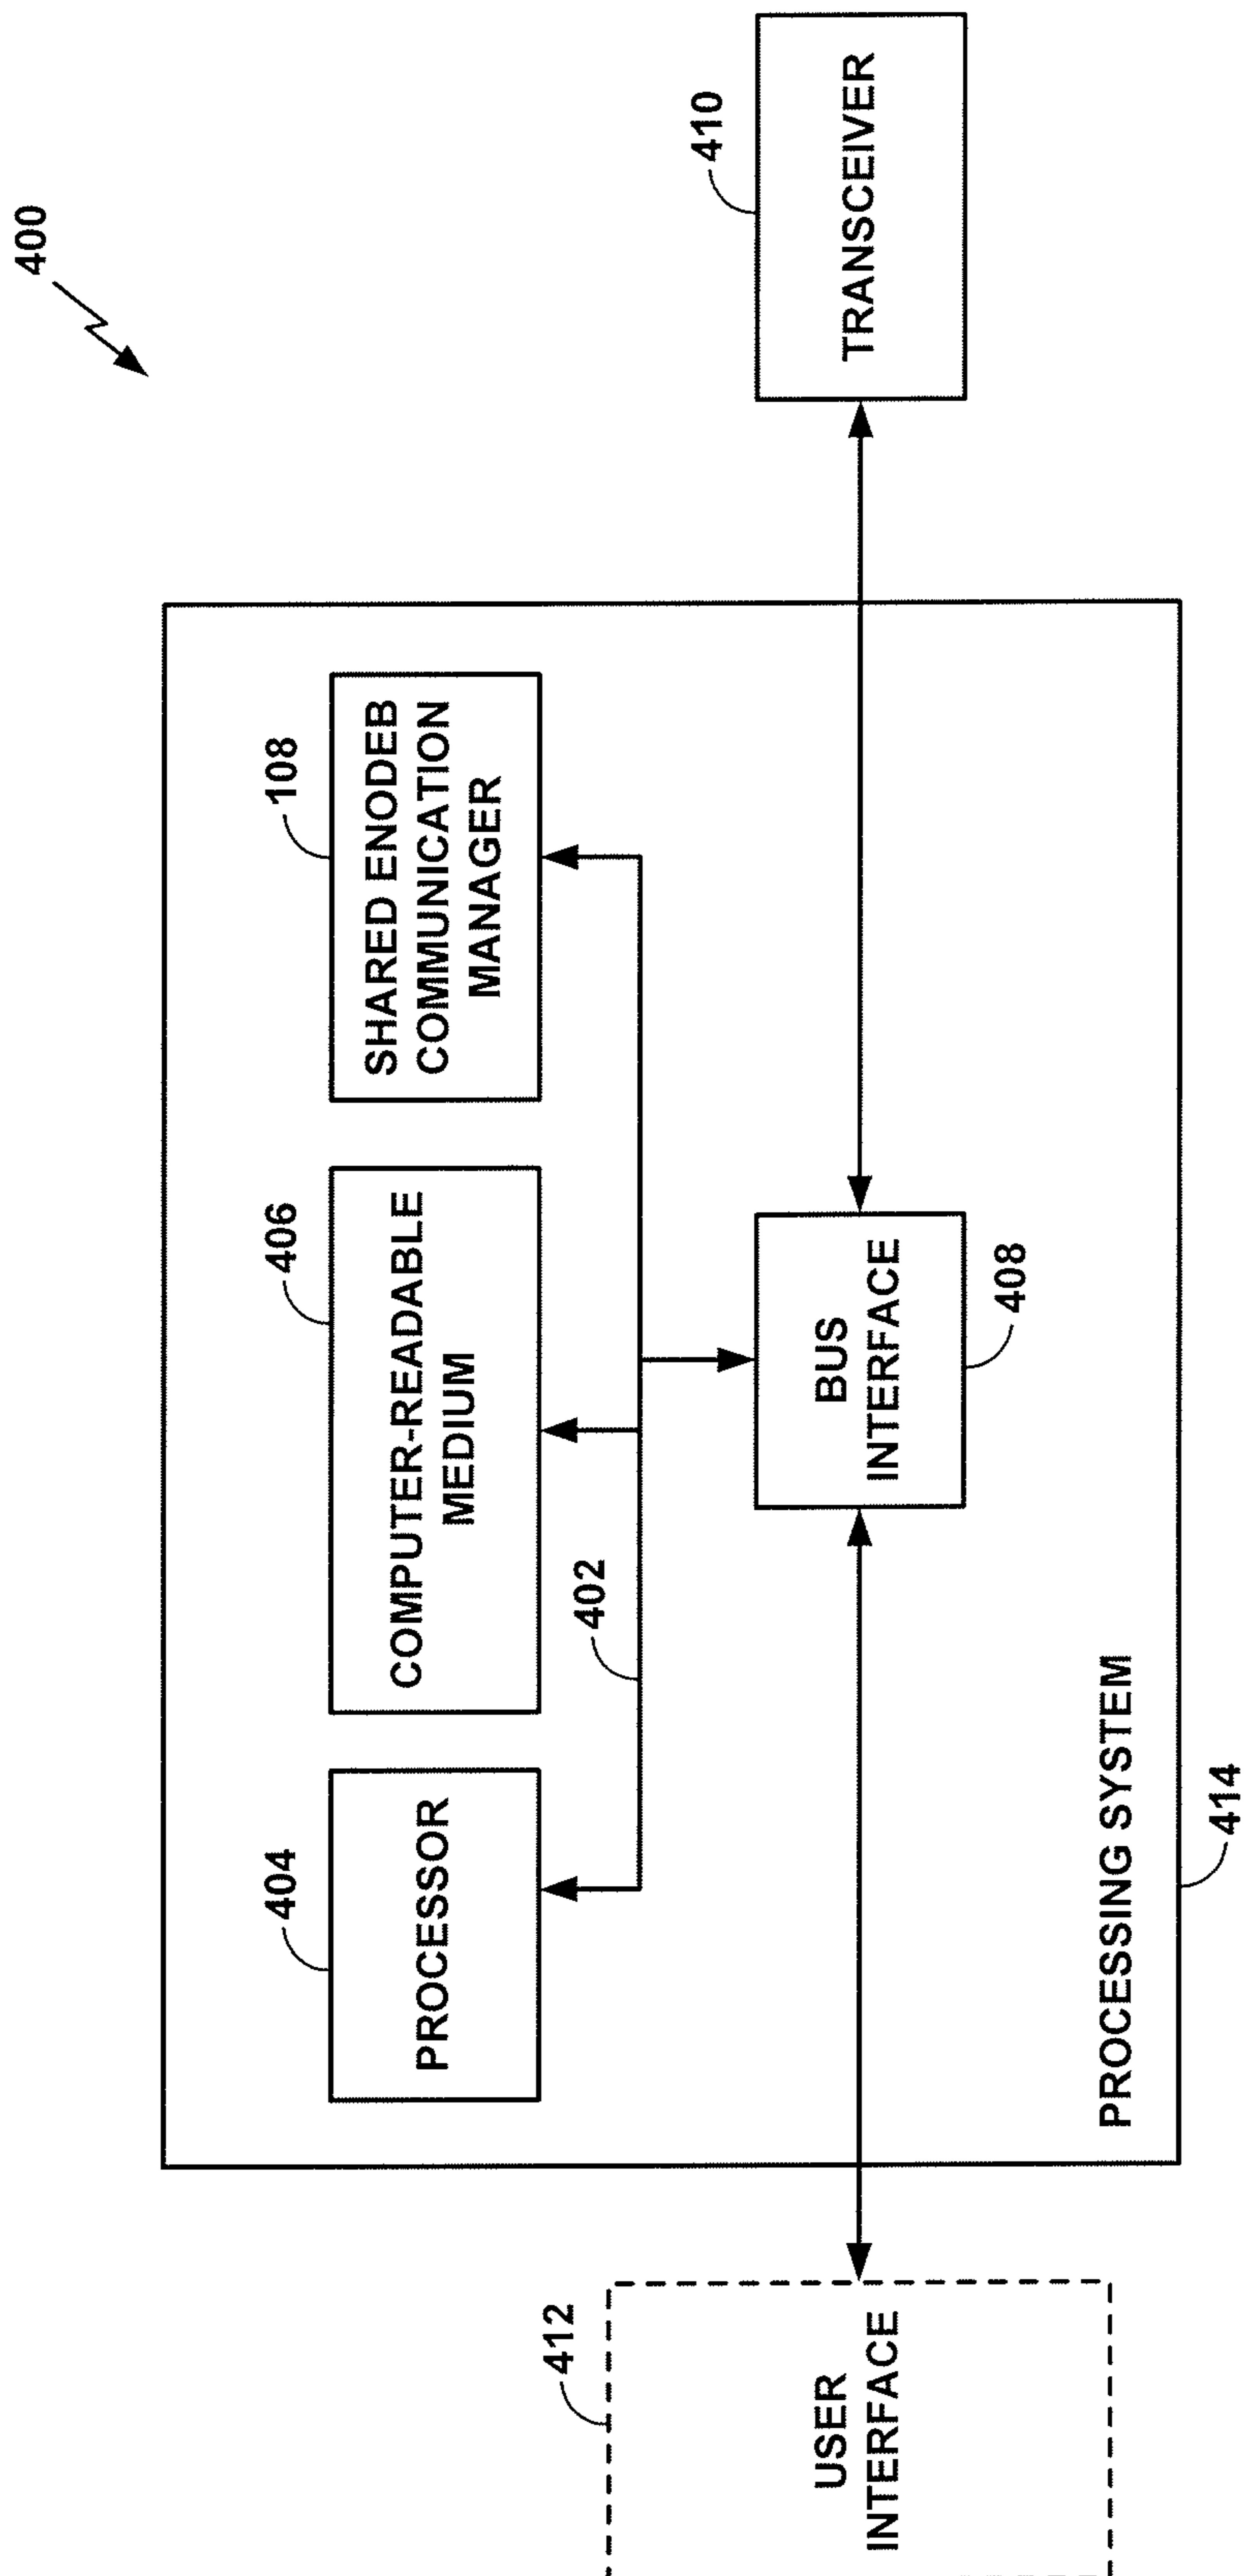 400
404
PROCESSOR
406
COMPUTER-READABLE
MEDIUM
108
SHARED ENODEB
COMMUNICATION
MANAGER
402
412
USER
INTERFACE
BUS
INTERFACE
408
410
TRANSCEIVER
PROCESSING SYSTEM
414